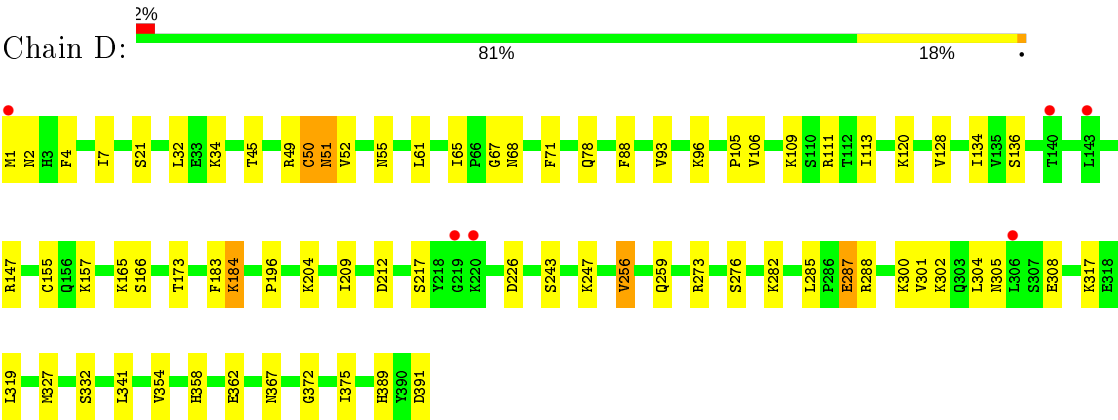 2%
Chain D:
81% 18% •
M1 N2 H3 F4 I7 S21 L32 E33 K34 T45 R49 G50 N51 V52 N55 L61 I65 P66 G67 N68 F71 Q78 F88 V93 K96 P105 V106 K109 S110 R111 T112 I113 K120 V128 I134 V135 S136 T140 L143
R147 C155 Q156 K157 K165 S166 T173 F183 K184 P196 K204 I209 D212 S217 Y218 G219 K220 D226 S243 K247 V256 Q259 R273 S276 K282 L285 P286 E287 R288 K300 V301 K302 Q303 L304 N305 L306 S307 E308 K317 E318
L319 M327 S332 L341 V354 H358 E362 N367 G372 I375 H389 Y390 D391